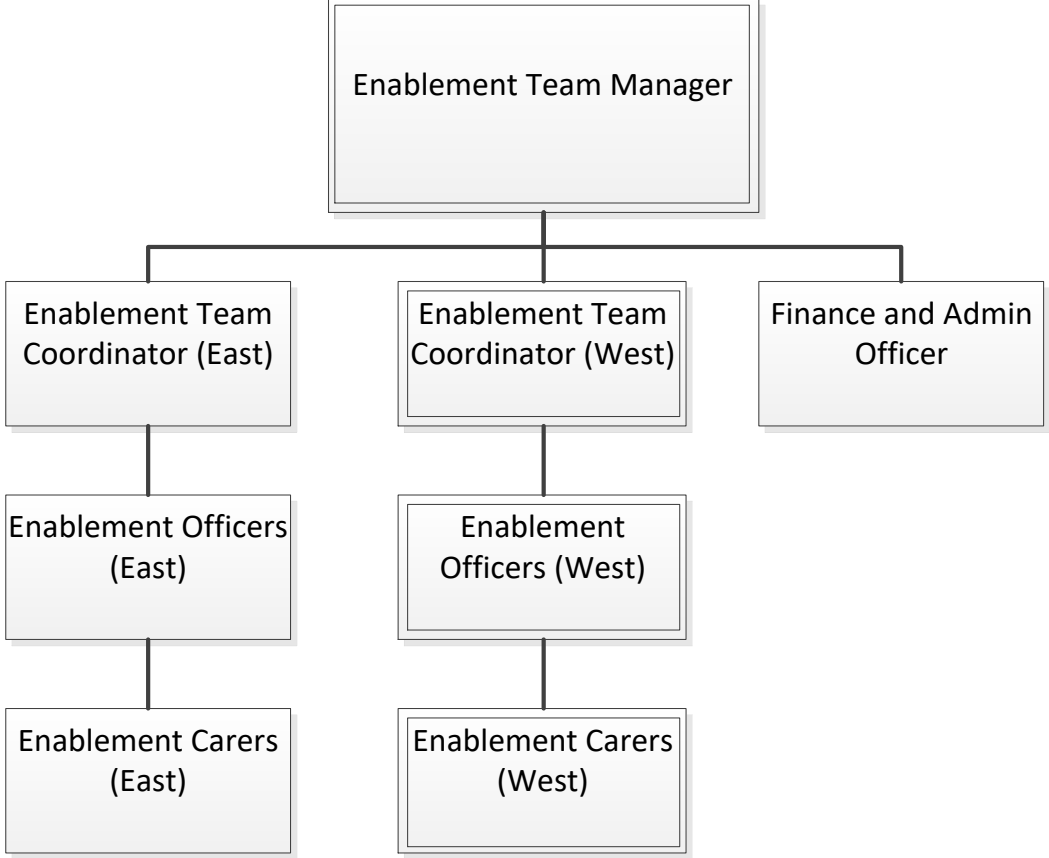 Enablement Team Manager
Enablement Team
Coordinator (East)
Enablement Team
Coordinator (West)
Finance and Admin
Officer
Enablement Officers
(East)
Enablement
Officers (West)
Enablement Carers
(East)
Enablement Carers
(West)